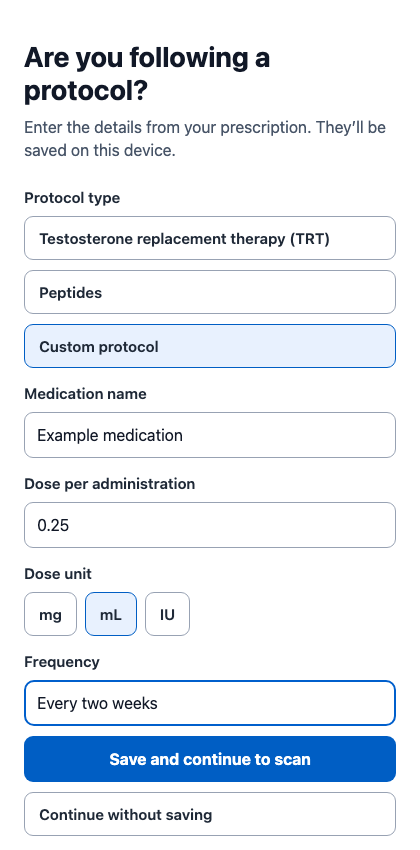 Are you following a
protocol?
Enter the details from your prescription. They’ll be
saved on this device.
Protocol type
Testosterone replacement therapy (TRT)
Peptides
Custom protocol
Medication name
Example medication
Dose per administration
0.25
Dose unit
mg mL IU
Frequency
Every two weeks
Save and continue to scan
Continue without saving